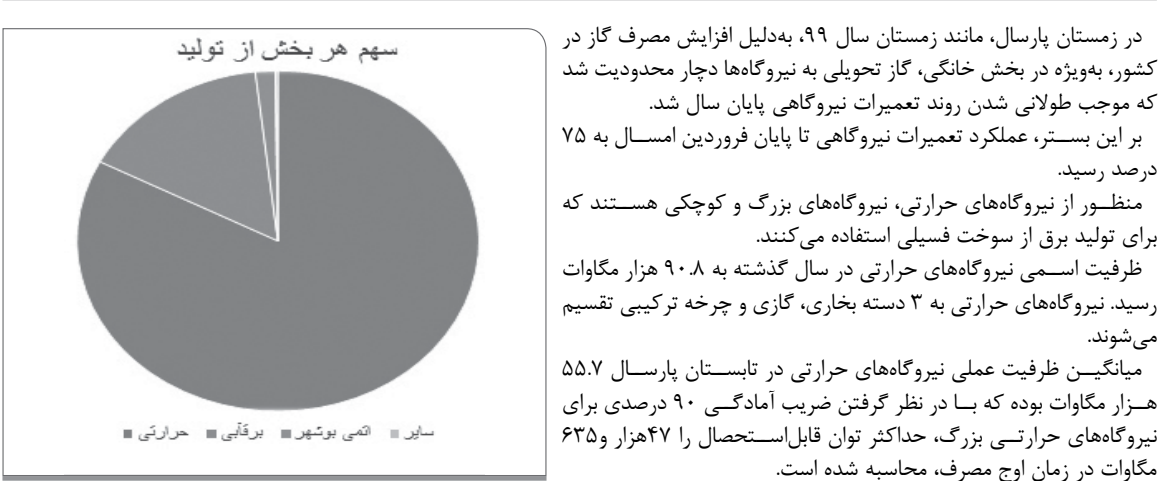 در زمستان پارسال، مانند زمستان سال ۹۹، به‌دلیل افزایش مصرف گاز در
کشور، به‌ویژه در بخش خانگی، گاز تحویلی به نیروگاه‌ها دچار محدودیت شد
که موجب طولانی شدن روند تعمیرات نیروگاهی پایان سال شد.
بر این بستر، عملکرد تعمیرات نیروگاهی تا پایان فروردین امسال به ۷۵
درصد رسید.
منظور از نیروگاه‌های حرارتی، نیروگاه‌های بزرگ و کوچکی هستند که
برای تولید برق از سوخت فسیلی استفاده می‌کنند.
ظرفیت اسمی نیروگاه‌های حرارتی در سال گذشته به ۹۰.۸ هزار مگاوات
رسید. نیروگاه‌های حرارتی به ۳ دسته بخاری، گازی و چرخه ترکیبی تقسیم
می‌شوند.
میانگین ظرفیت عملی نیروگاه‌های حرارتی در تابستان پارسال ۵۵.۷
هزار مگاوات بوده که با در نظر گرفتن ضریب آمادگی ۹۰ درصدی برای
نیروگاه‌های حرارتی بزرگ، حداکثر توان قابل‌استحصال را ۴۷هزار و۶۳۵
مگاوات در زمان اوج مصرف، محاسبه شده است.
سهم هر بخش از تولید
حرارتی برقآبی اتمی بوشهر سایر